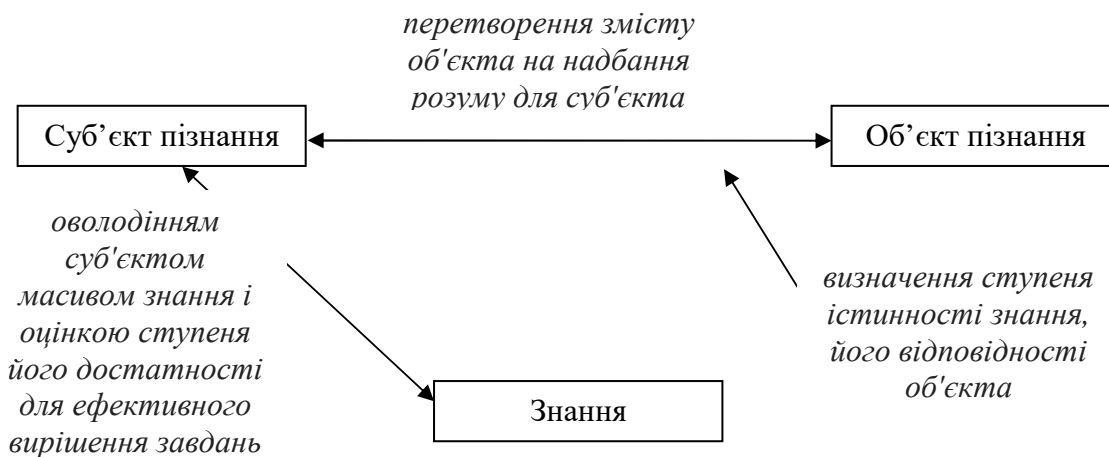 перетворення змісту
об'єкта на надбання
розуму для суб'єкта
Суб’єкт пізнання
Об’єкт пізнання
оволодінням
суб'єктом
масивом знання і
оцінкою ступеня
його достатності
для ефективного
вирішення завдань
визначення ступеня
істинності знання,
його відповідності
об'єкта
Знання